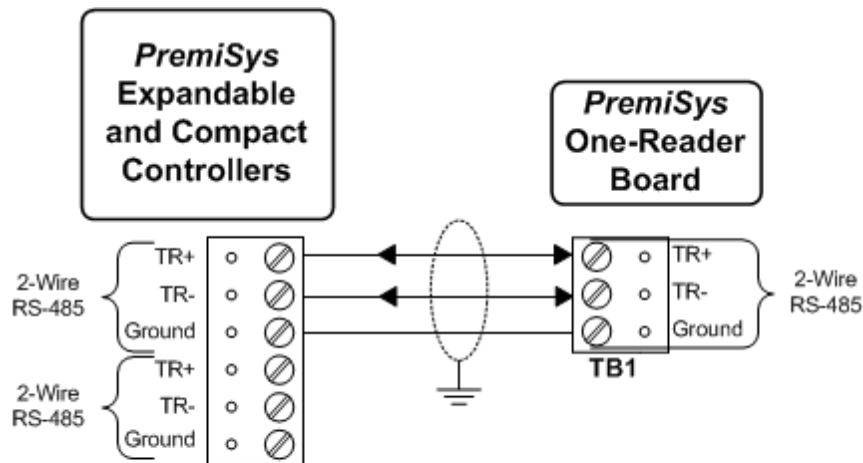 PremiSys
Expandable
and Compact
Controllers
PremiSys
One-Reader
Board
2-Wire
RS-485
TR+
TR-
Ground
2-Wire
RS-485
TR+
TR-
Ground
TR+
TR-
Ground
2-Wire
RS-485
TB1